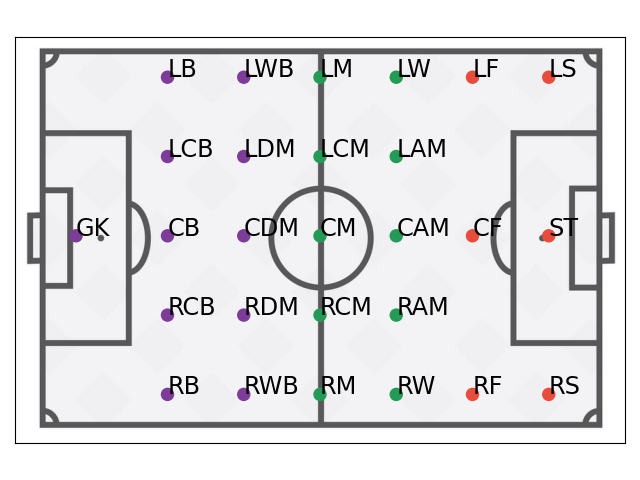 LB LWB LM LW LF LS
LCB LDM LCM LAM
GK CB CDM CM CAM CF ST
RCB RDM RCM RAM
RB RWB RM RW RF RS